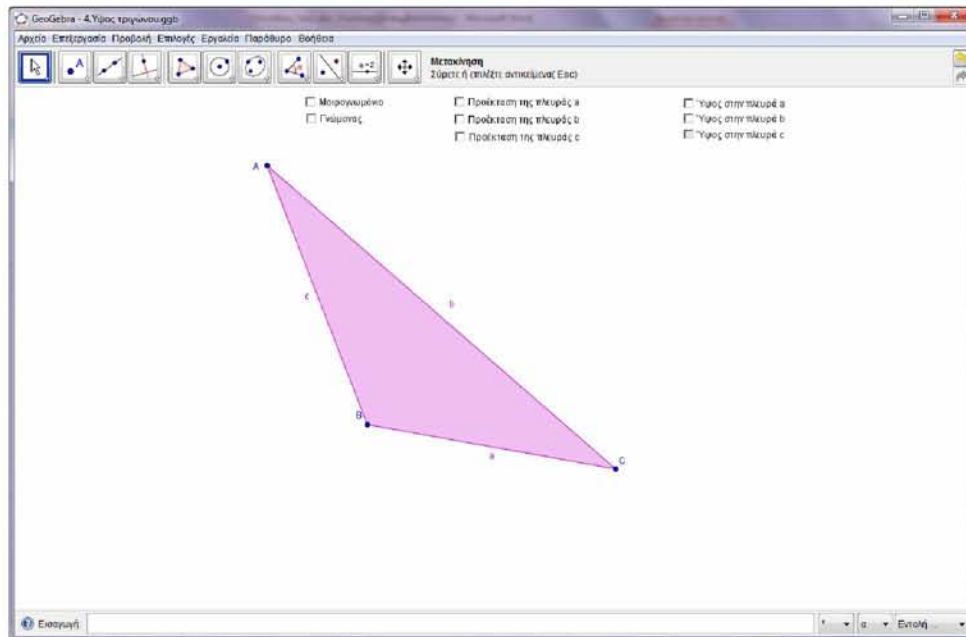 GeoGebra - 4.Ύψος τριγώνου.ggb
Αρχείο Επεξεργασία Προβολή Επιλογές Εργαλεία Παράθυρο Βοήθεια
A
a=2
Μετακίνηση
Σύρετε ή επιλέξτε αντικείμενα( Esc)
Μοιρογνωμόνιο
Προέκταση της πλευράς a
Ύψος στην πλευρά a
Γνώμονας
Προέκταση της πλευράς b
Ύψος στην πλευρά b
Προέκταση της πλευράς c
Ύψος στην πλευρά c
A
c
b
B
a
C
Εισαγωγή:
α
Εντολή ...